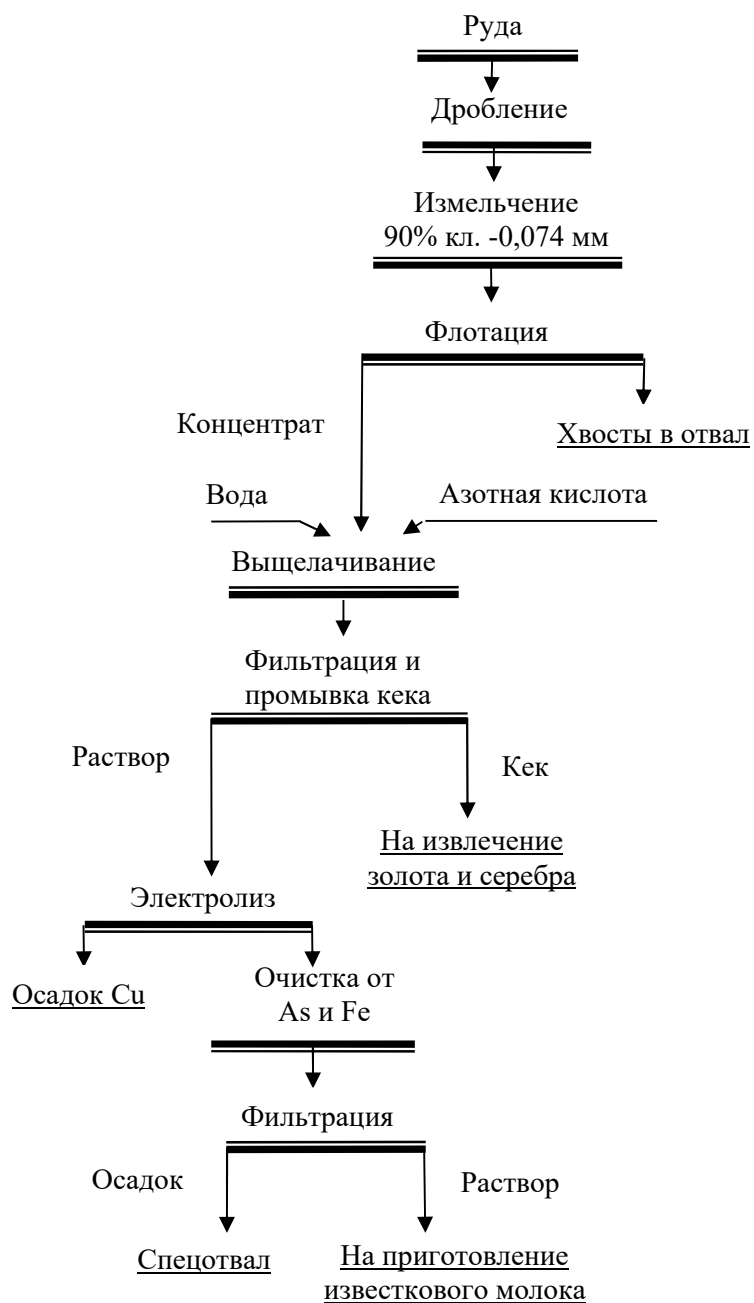 Руда
Дробление
Измельчение
90% кл. -0,074 мм
Флотация
Концентрат
Хвосты в отвал
Вода
Азотная кислота
Выщелачивание
Фильтрация и
промывка кека
Раствор
Кек
На извлечение
золота и серебра
Электролиз
Осадок Cu
Очистка от
As и Fe
Фильтрация
Осадок
Раствор
Спецотвал
На приготовление
известкового молока